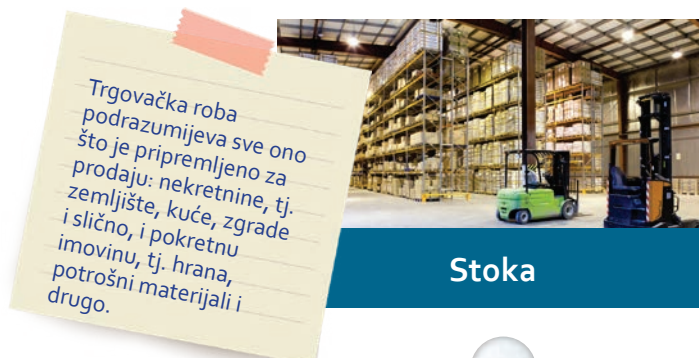 Trgovačka roba
podrazumijeva sve ono
što je pripremljeno za
prodaju: nekretnine, tj.
zemljište, kuće, zgrade
i slično, i pokretnu
imovinu, tj. hrana,
potrošni materijali i
drugo.
Stoka